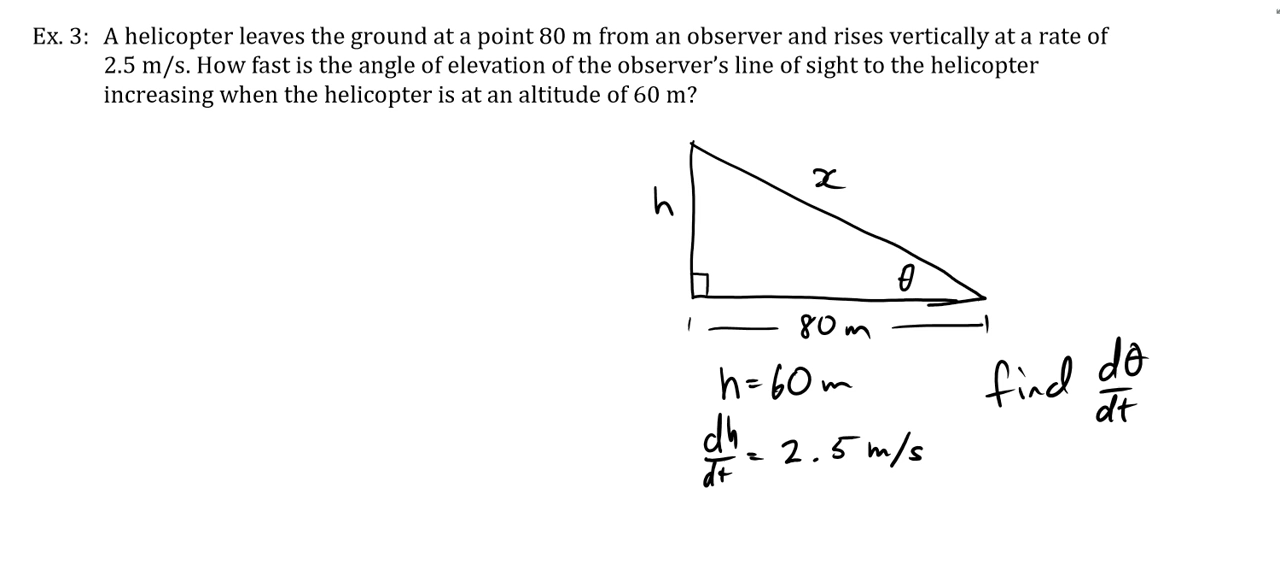 Ex. 3: A helicopter leaves the ground at a point 80 m from an observer and rises vertically at a rate of
2.5 m/s. How fast is the angle of elevation of the observer's line of sight to the helicopter
increasing when the helicopter is at an altitude of 60 m?
x
h
θ
80 m
h = 60 m
find dθ/dt
dh/dt = 2.5 m/s